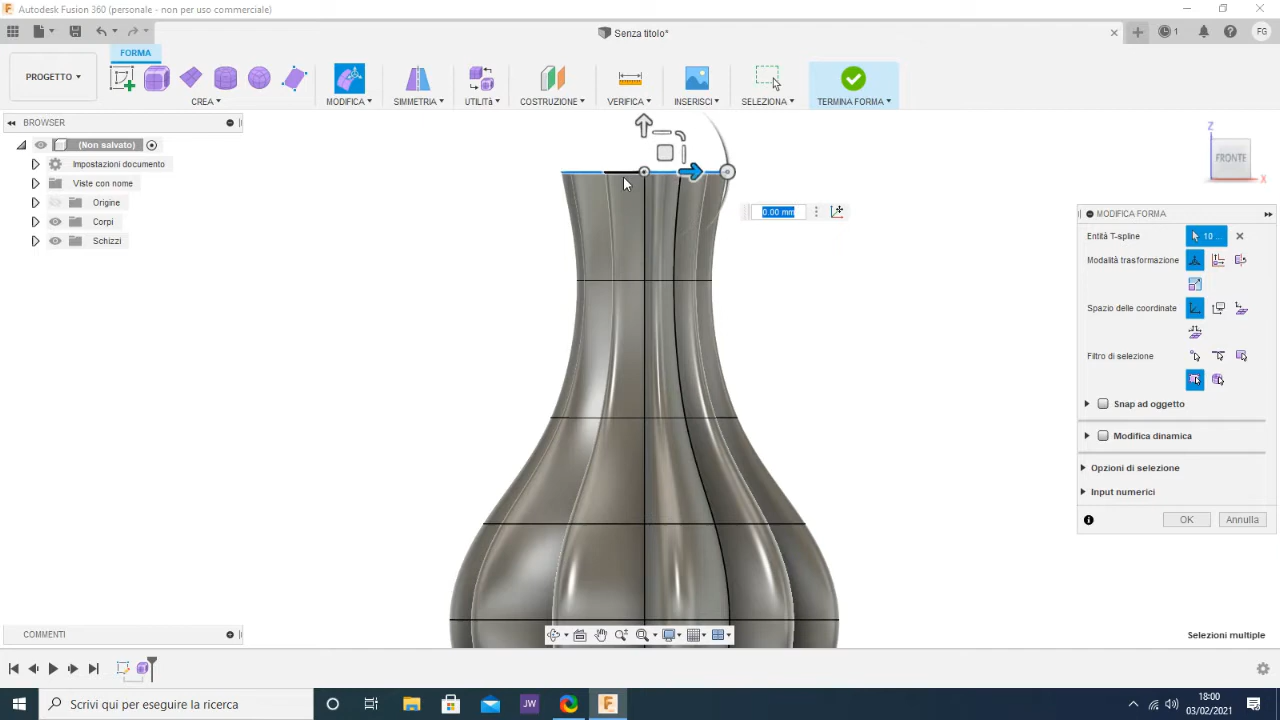 Autodesk Fusion 360 (personale - non per uso commerciale)
Senza titolo*
1
FG
FORMA
PROGETTO
CREA
MODIFICA
SIMMETRIA
UTILITà
COSTRUZIONE
VERIFICA
INSERISCI
SELEZIONA
TERMINA FORMA
BROWSER
(Non salvato)
Impostazioni documento
Viste con nome
Origine
Corpi
Schizzi
0.00 mm
Z
FRONTE
X
MODIFICA FORMA
Entità T-spline
10 ...
Modalità trasformazione
Spazio delle coordinate
Filtro di selezione
Snap ad oggetto
Modifica dinamica
Opzioni di selezione
Input numerici
OK
Annulla
COMMENTI
Selezioni multiple
Scrivi qui per eseguire la ricerca
JW
F
18:00
03/02/2021